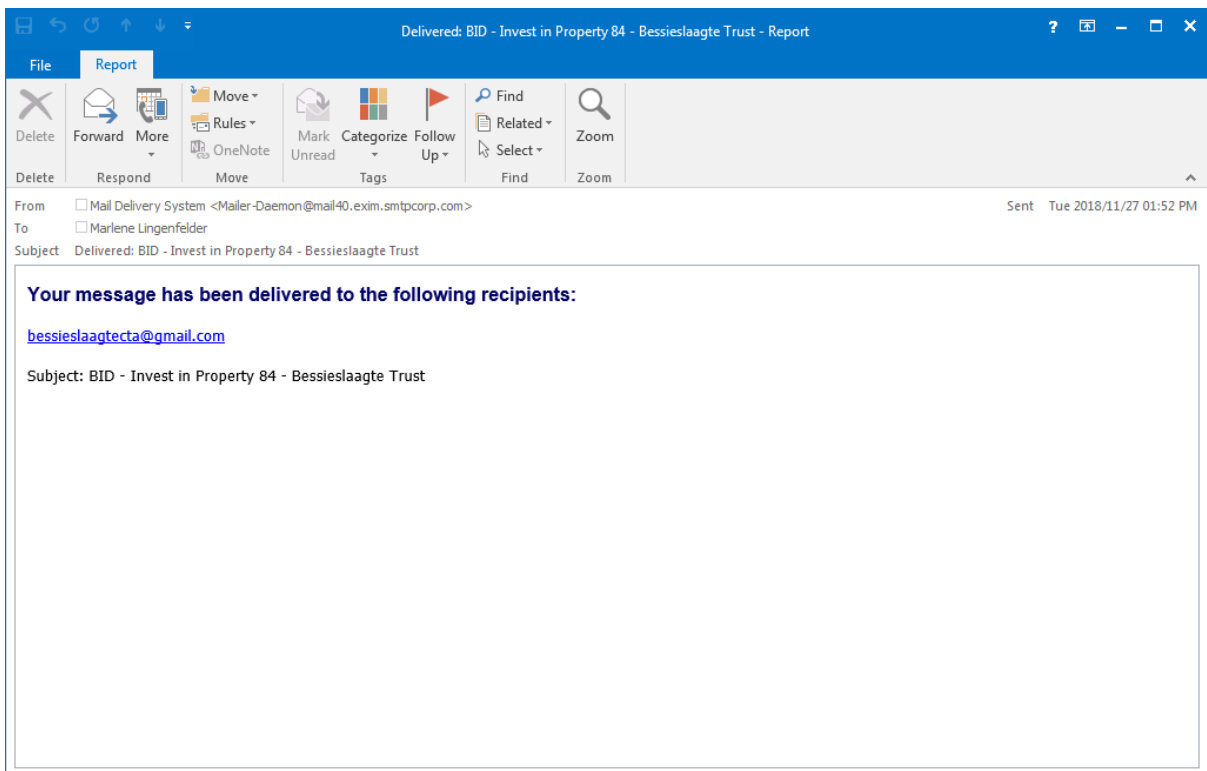 Delivered: BID - Invest in Property 84 - Bessieslaagte Trust - Report
?
File Report
Delete
Forward
More
Move
Rules
OneNote
Mark Unread
Categorize
Follow Up
Find
Related
Select
Zoom
Delete Respond Move Tags Find Zoom
From Mail Delivery System <Mailer-Daemon@mail40.exim.smtpcorp.com> Sent Tue 2018/11/27 01:52 PM
To Marlene Lingenfelder
Subject Delivered: BID - Invest in Property 84 - Bessieslaagte Trust
Your message has been delivered to the following recipients:
bessieslaagtecta@gmail.com
Subject: BID - Invest in Property 84 - Bessieslaagte Trust